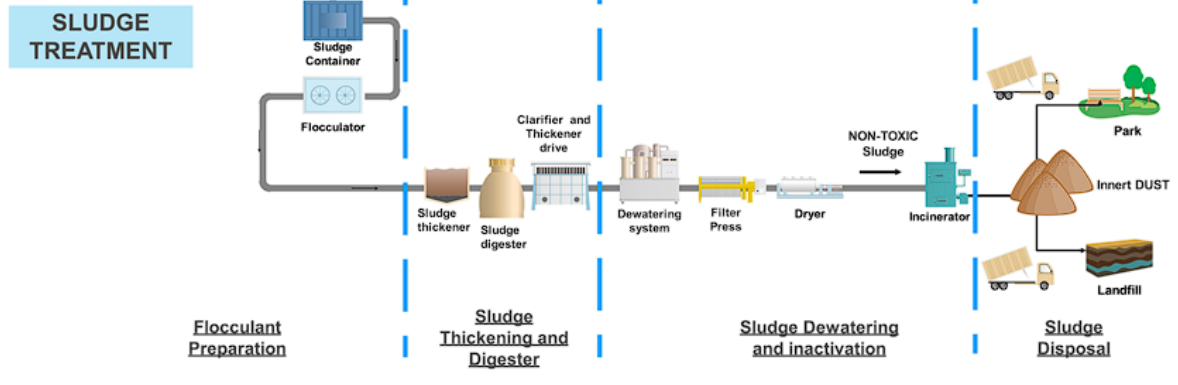 SLUDGE
TREATMENT
Sludge
Container
Flocculator
Clarifier and
Thickener
drive
Sludge
thickener
Sludge
digester
Dewatering
system
Filter
Press
Dryer
NON-TOXIC
Sludge
Incinerator
Park
Innert DUST
Landfill
Flocculant
Preparation
Sludge
Thickening and
Digester
Sludge Dewatering
and inactivation
Sludge
Disposal